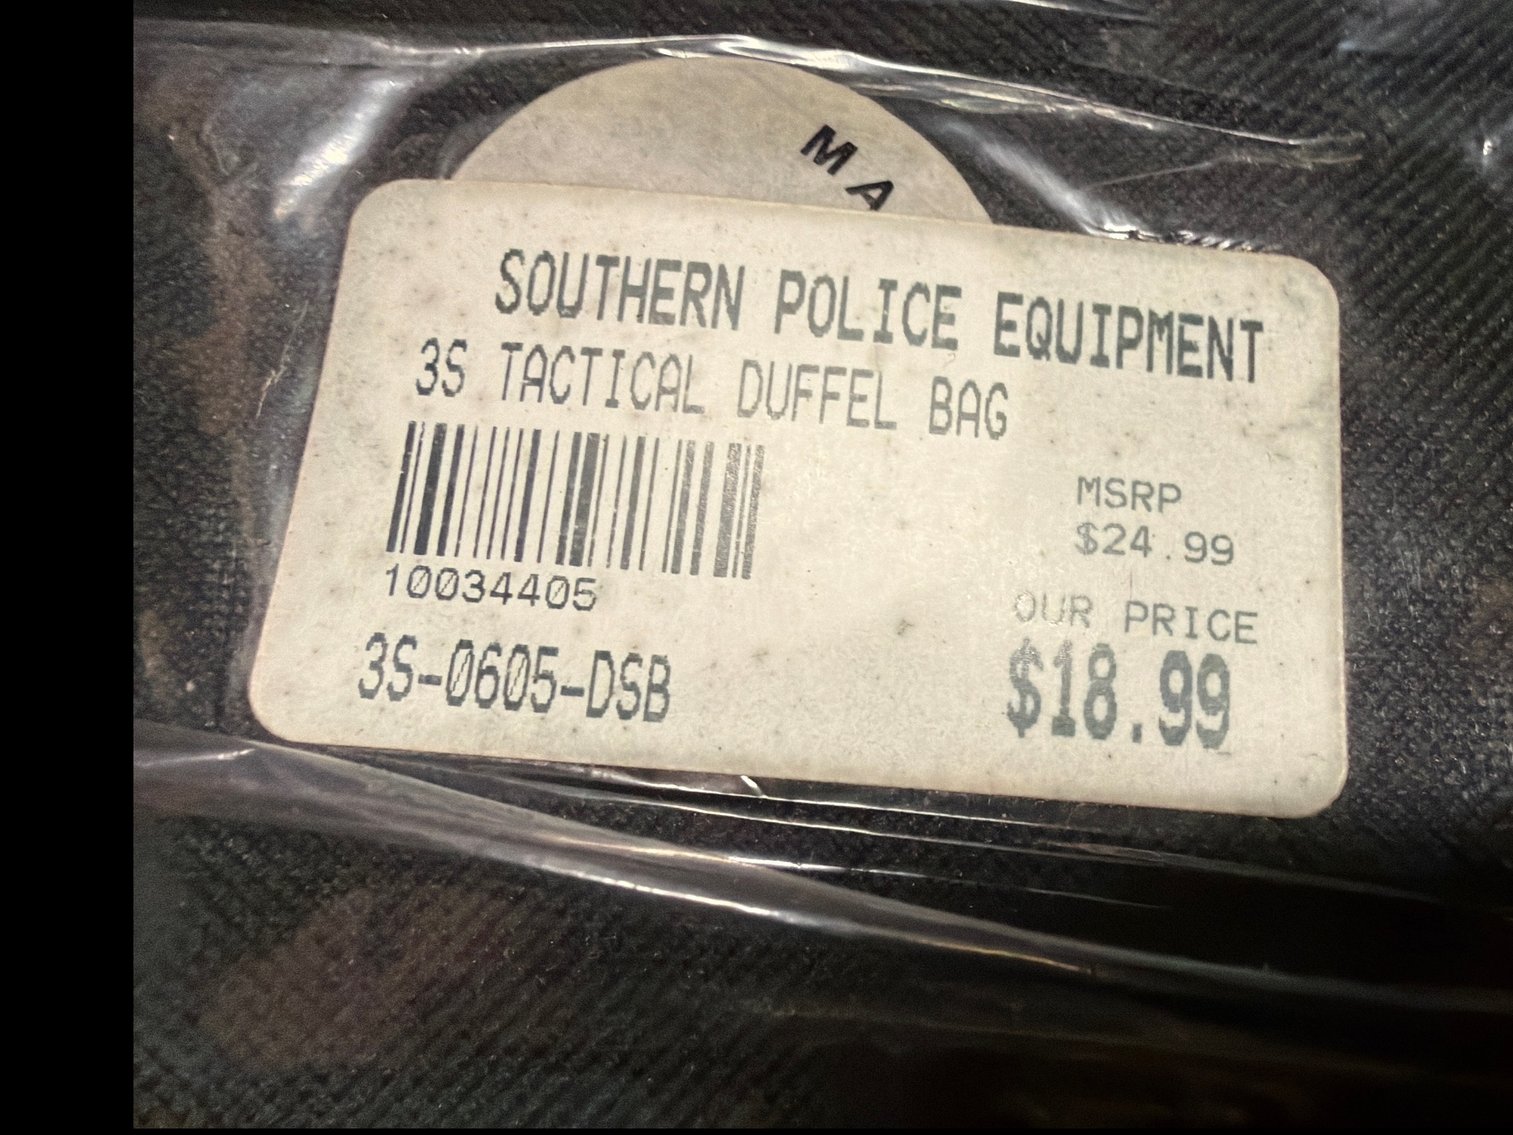 MA
SOUTHERN POLICE EQUIPMENT
3S TACTICAL DUFFEL BAG
MSRP
$24.99
10034405
OUR PRICE
3S-0605-DSB
$18.99